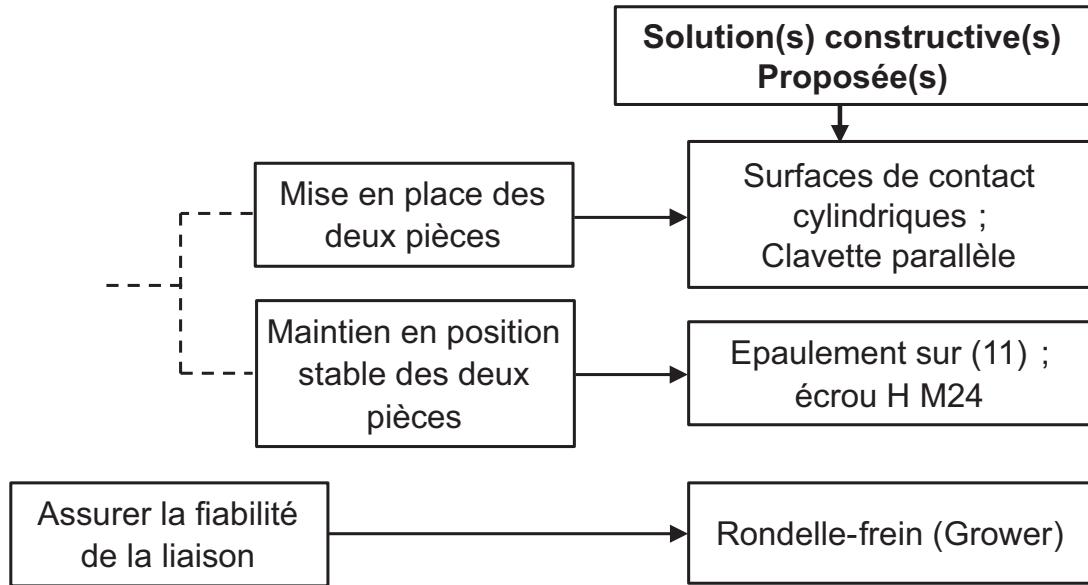 Solution(s) constructive(s)
Proposée(s)
Mise en place des
deux pièces
Surfaces de contact
cylindriques ;
Clavette parallèle
Maintien en position
stable des deux
pièces
Epaulement sur (11) ;
écrou H M24
Assurer la fiabilité
de la liaison
Rondelle-frein (Grower)